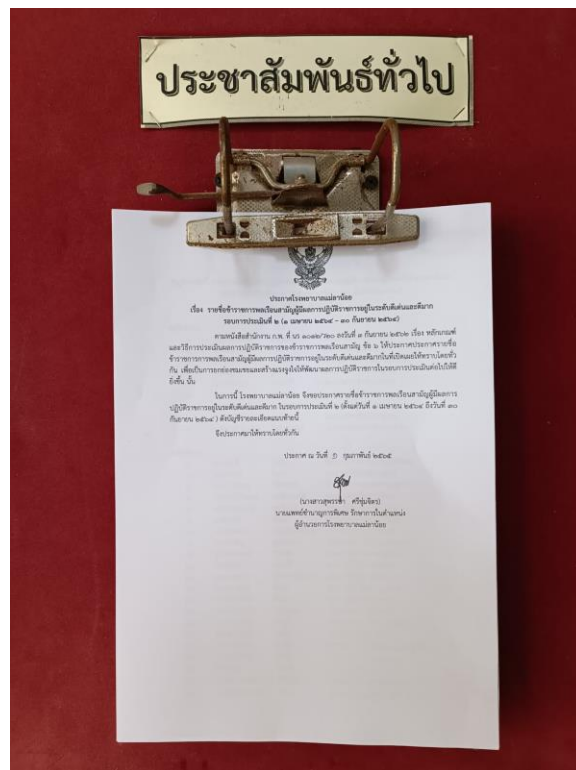 ประชาสัมพันธ์ทั่วไป
ประกาศโรงพยาบาลแม่ลาน้อย
เรื่อง รายชื่อข้าราชการพลเรือนสามัญผู้มีผลการปฏิบัติราชการอยู่ในระดับดีเด่นและดีมาก
รอบการประเมินที่ ๒ (๑ เมษายน ๒๕๖๔ – ๓๐ กันยายน ๒๕๖๔)
ตามหนังสือสำนักงาน ก.พ. ที่ นร ๑๐๑๒/ว๒๐ ลงวันที่ ๓ กันยายน ๒๕๕๒ เรื่อง หลักเกณฑ์
และวิธีการประเมินผลการปฏิบัติราชการของข้าราชการพลเรือนสามัญ ข้อ ๖ ให้ประกาศประกาศรายชื่อ
ข้าราชการการพลเรือนสามัญผู้มีผลการปฏิบัติราชการอยู่ในระดับดีเด่นและดีมากในที่เปิดเผยให้ทราบโดยทั่ว
กัน เพื่อเป็นการยกย่องชมเชยและสร้างแรงจูงใจให้พัฒนาผลการปฏิบัติราชการในรอบการประเมินต่อไปให้ดี
ยิ่งขึ้น นั้น
ในการนี้ โรงพยาบาลแม่ลาน้อย จึงขอประกาศรายชื่อข้าราชการพลเรือนสามัญผู้มีผลการ
ปฏิบัติราชการอยู่ในระดับดีเด่นและดีมาก ในรอบการประเมินที่ ๒ (ตั้งแต่วันที่ ๑ เมษายน ๒๕๖๔ ถึงวันที่ ๓๐
กันยายน ๒๕๖๔ ) ดังบัญชีรายละเอียดแนบท้ายนี้
จึงประกาศมาให้ทราบโดยทั่วกัน
ประกาศ ณ วันที่ กุมภาพันธ์ ๒๕๖๕
(นางสาวสุพรรษา ศรีชุ่มจิตร)
นายแพทย์ชำนาญการพิเศษ รักษาการในตำแหน่ง
ผู้อำนวยการโรงพยาบาลแม่ลาน้อย